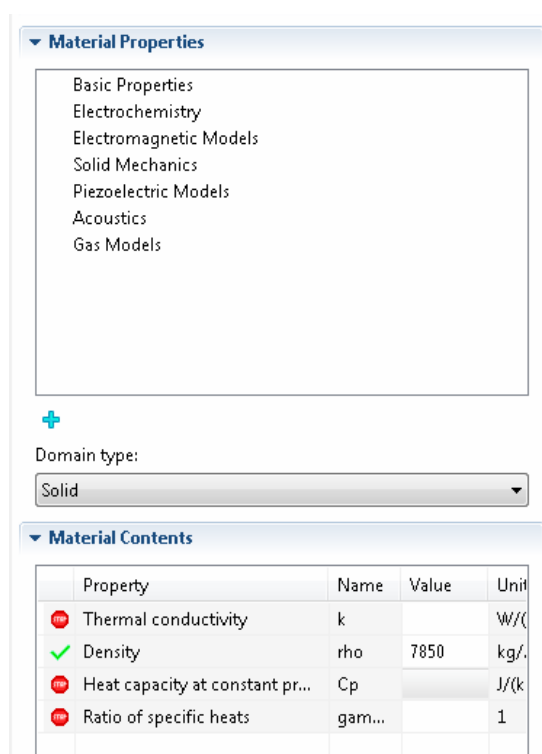 Material Properties
Basic Properties
Electrochemistry
Electromagnetic Models
Solid Mechanics
Piezoelectric Models
Acoustics
Gas Models
Domain type:
Solid
Material Contents
Property Name Value Unit
Thermal conductivity k W/(
Density rho 7850 kg/.
Heat capacity at constant pr... Cp J/(k
Ratio of specific heats gam... 1